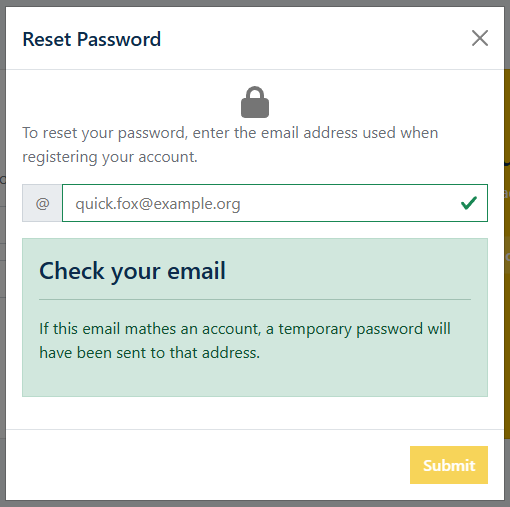 Reset Password
To reset your password, enter the email address used when
registering your account.
@ quick.fox@example.org
Check your email
If this email mathes an account, a temporary password will
have been sent to that address.
Submit